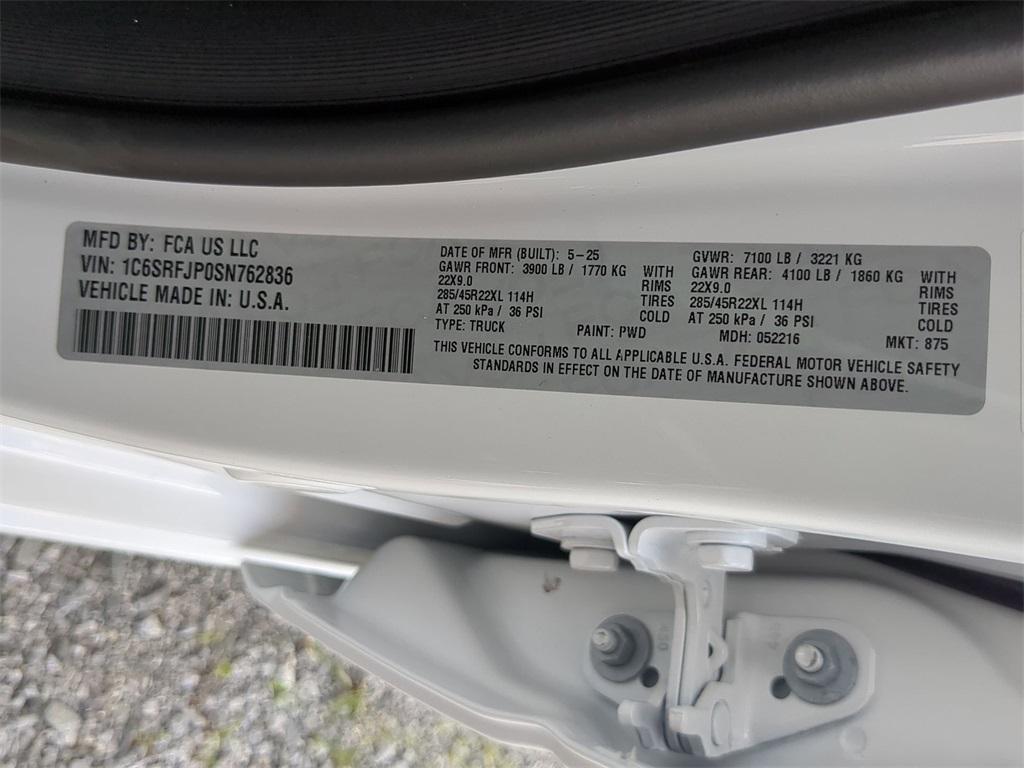 MFD BY: FCA US LLC
VIN: 1C6SRFJP0SN762836
VEHICLE MADE IN: U.S.A.
DATE OF MFR (BUILT): 5-25
GAWR FRONT: 3900 LB / 1770 KG WITH
22X9.0 RIMS
285/45R22XL 114H TIRES
AT 250 kPa / 36 PSI COLD
TYPE: TRUCK PAINT: PWD
GVWR: 7100 LB / 3221 KG
GAWR REAR: 4100 LB / 1860 KG WITH
22X9.0 RIMS
285/45R22XL 114H TIRES
AT 250 kPa / 36 PSI COLD
MDH: 052216 MKT: 875
THIS VEHICLE CONFORMS TO ALL APPLICABLE U.S.A. FEDERAL MOTOR VEHICLE SAFETY
STANDARDS IN EFFECT ON THE DATE OF MANUFACTURE SHOWN ABOVE.